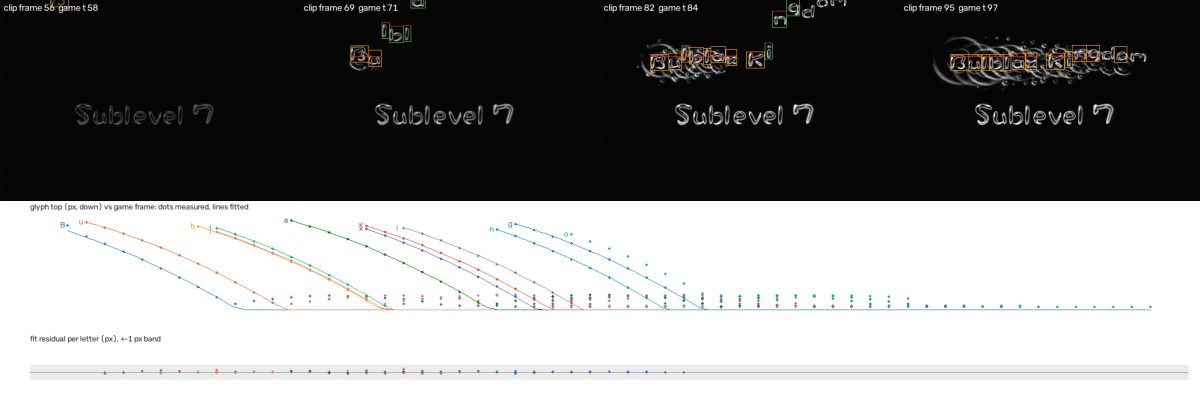 clip frame 56 game t 58
clip frame 69 game t 71
clip frame 82 game t 84
clip frame 95 game t 97
a
l b l
B u
n g d o m
B u l b l a x K i
Bulblax Kingdom
Sublevel 7
Sublevel 7
Sublevel 7
Sublevel 7
glyph top (px, down) vs game frame: dots measured, lines fitted
B u b l a K x i n g o
fit residual per letter (px), +-1 px band